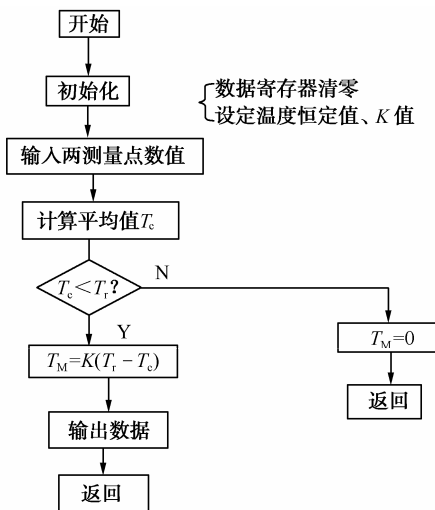 开始
初始化
数据寄存器清零
设定温度恒定值、K 值
输入两测量点数值
计算平均值Tc
Tc<Tr?
N
Y
TM=K(Tr－Tc)
TM=0
输出数据
返回
返回